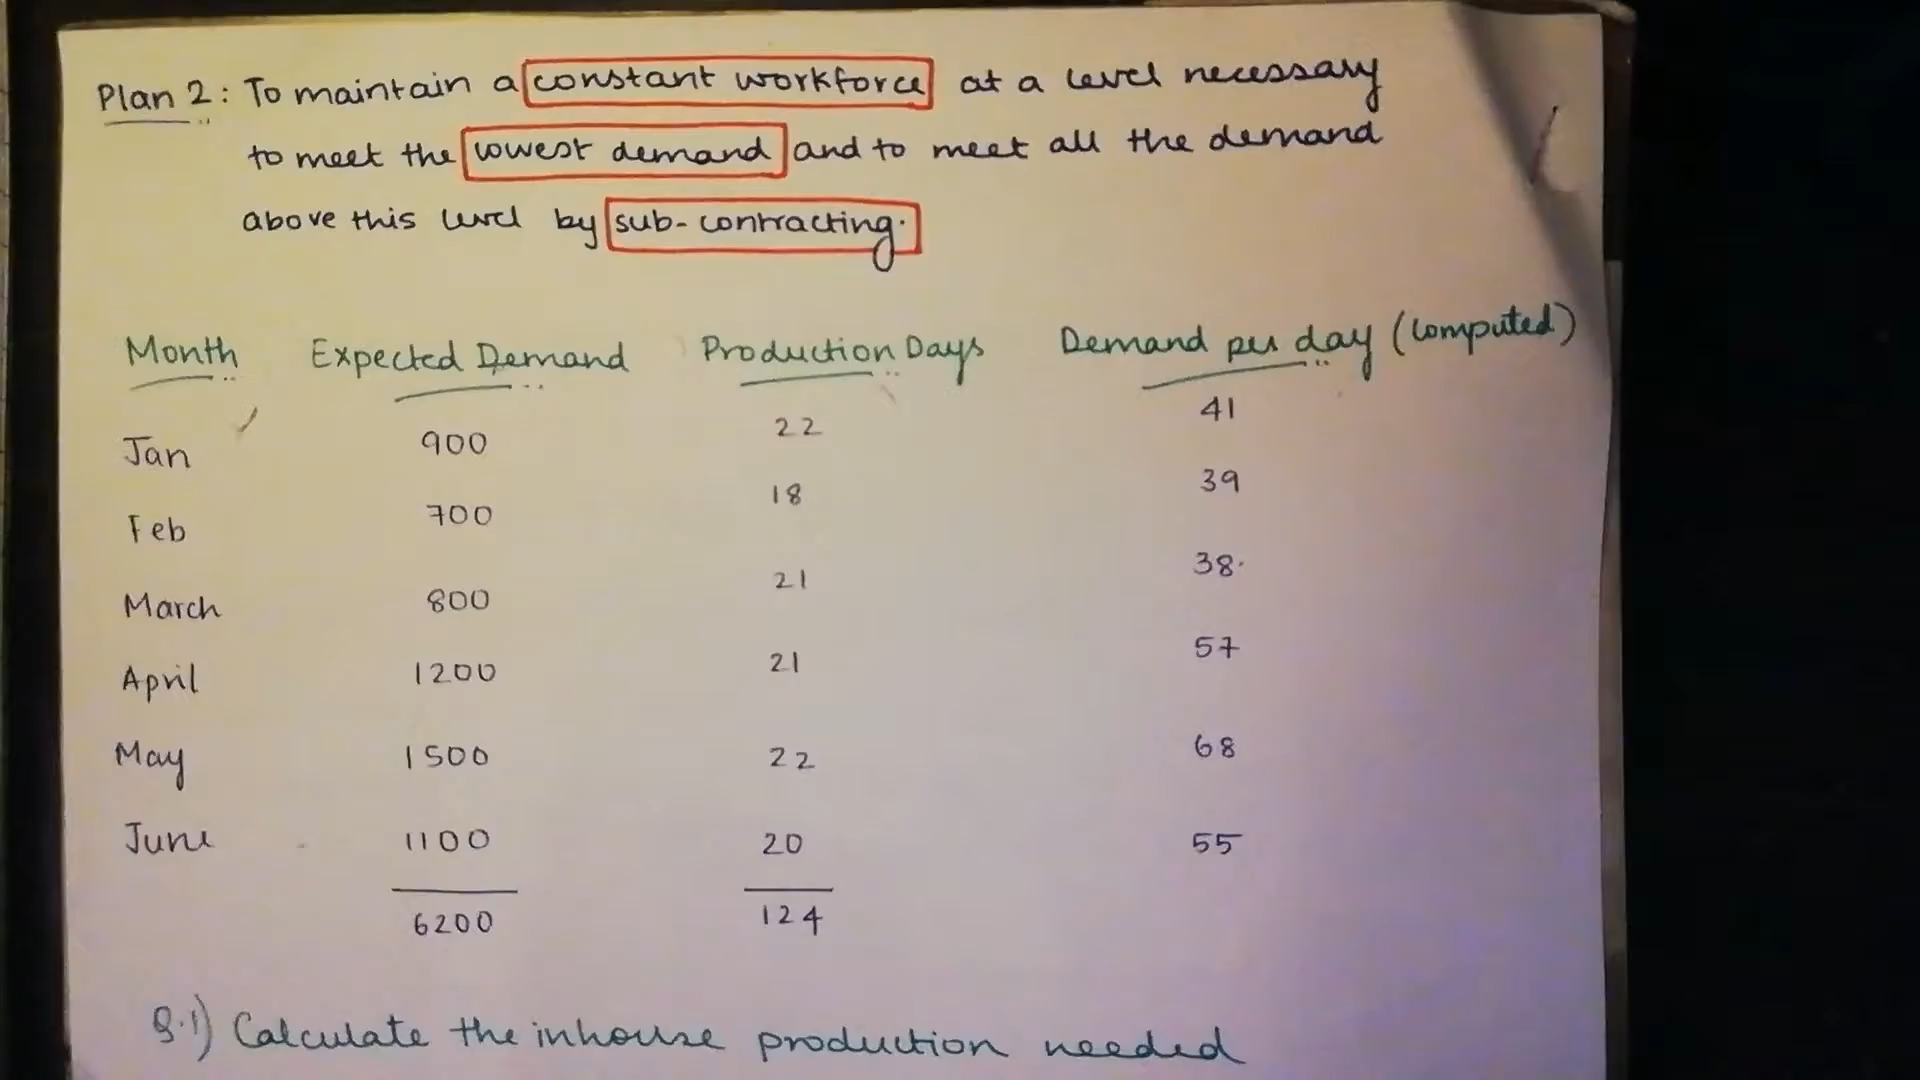 Plan 2: To maintain a constant workforce at a level necessary
to meet the lowest demand and to meet all the demand
above this level by sub-contracting.
Month Expected Demand Production Days Demand per day (computed)
Jan 900 22 41
Feb 700 18 39
March 800 21 38.
April 1200 21 57
May 1500 22 68
June 1100 20 55
6200 124
Q.1) Calculate the inhouse production needed